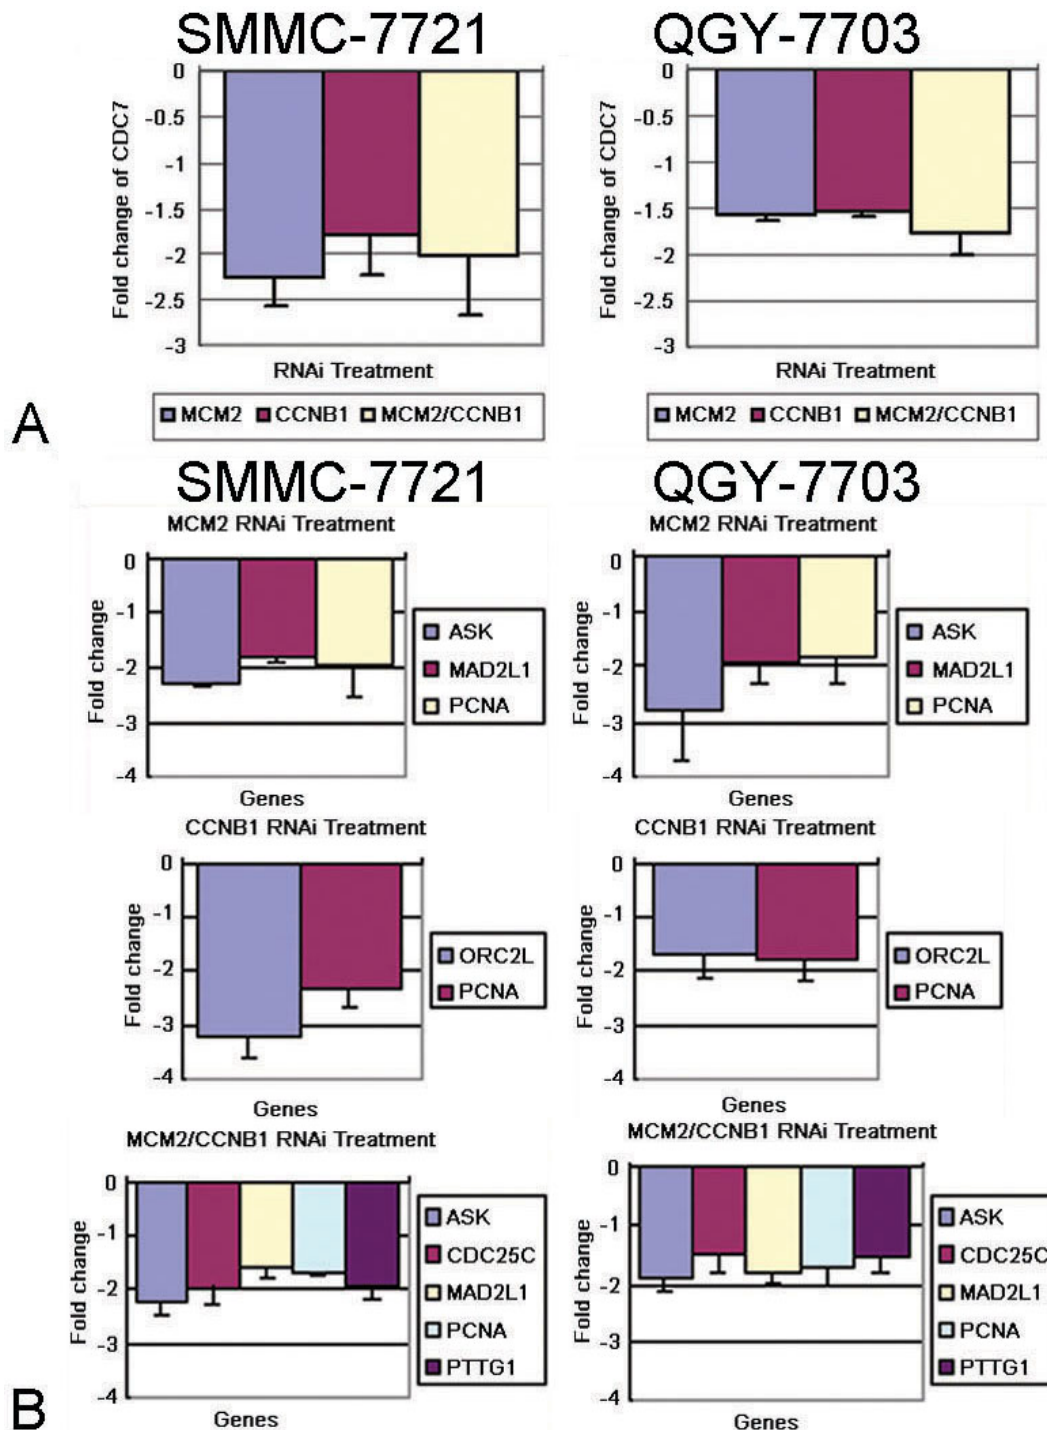 SMMC-7721
QGY-7703
Fold change of CDC7
0
-0.5
-1
-1.5
-2
-2.5
-3
RNAi Treatment
MCM2 CCNB1 MCM2/CCNB1
Fold change of CDC7
0
-0.5
-1
-1.5
-2
-2.5
-3
RNAi Treatment
MCM2 CCNB1 MCM2/CCNB1
A
SMMC-7721
QGY-7703
MCM2 RNAi Treatment
Fold change
0
-1
-2
-3
-4
Genes
ASK
MAD2L1
PCNA
MCM2 RNAi Treatment
Fold change
0
-1
-2
-3
-4
Genes
ASK
MAD2L1
PCNA
CCNB1 RNAi Treatment
Fold change
0
-1
-2
-3
-4
Genes
ORC2L
PCNA
CCNB1 RNAi Treatment
Fold change
0
-1
-2
-3
-4
Genes
ORC2L
PCNA
MCM2/CCNB1 RNAi Treatment
Fold change
0
-1
-2
-3
-4
Genes
ASK
CDC25C
MAD2L1
PCNA
PTTG1
MCM2/CCNB1 RNAi Treatment
Fold change
0
-1
-2
-3
-4
Genes
ASK
CDC25C
MAD2L1
PCNA
PTTG1
B